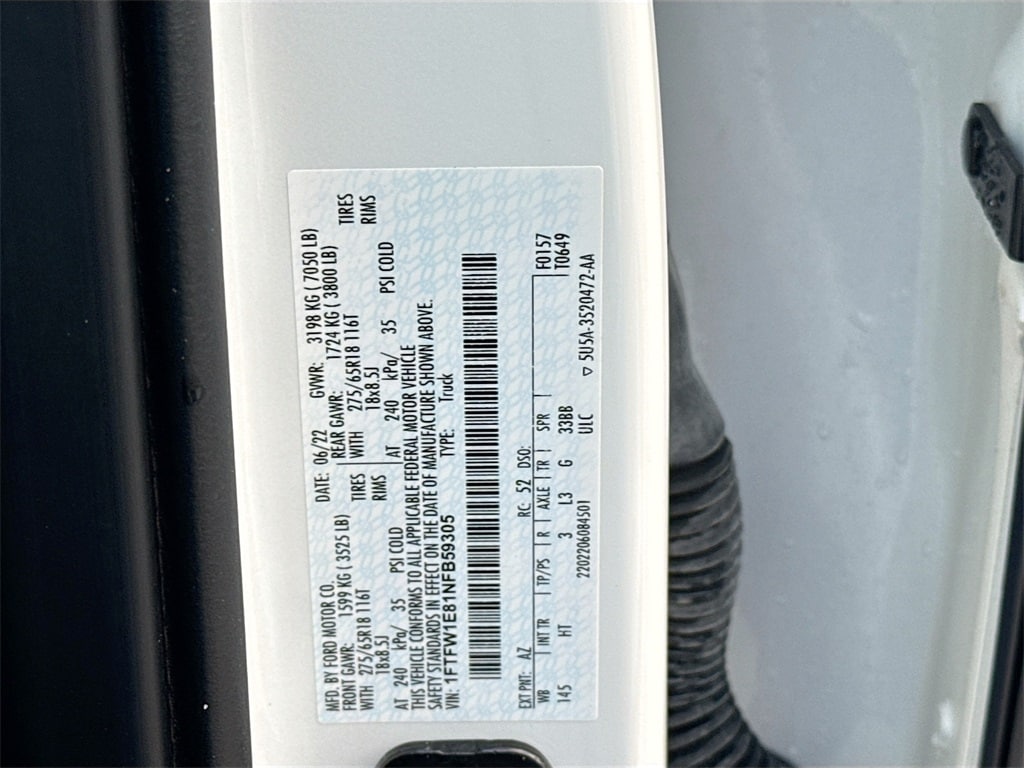 MFD. BY FORD MOTOR CO.
DATE: 06/22 GVWR: 3198 KG ( 7050 LB)
FRONT GAWR: 1599 KG ( 3525 LB)
REAR GAWR: 1724 KG ( 3800 LB)
WITH 275/65R18 116T TIRES
WITH 275/65R18 116T TIRES
18x8.5J RIMS
18x8.5J RIMS
AT 240 kPa/ 35 PSI COLD
AT 240 kPa/ 35 PSI COLD
THIS VEHICLE CONFORMS TO ALL APPLICABLE FEDERAL MOTOR VEHICLE
SAFETY STANDARDS IN EFFECT ON THE DATE OF MANUFACTURE SHOWN ABOVE.
VIN: 1FTFW1E81NFB59305 TYPE: Truck
EXT PNT: AZ RC: 52 DSO: F0157
WB INT TR TP/PS R AXLE TR SPR T0649
145 HT 3 L3 G 33BB
2202206084501 ULC ▽ 5U5A-3520472-AA